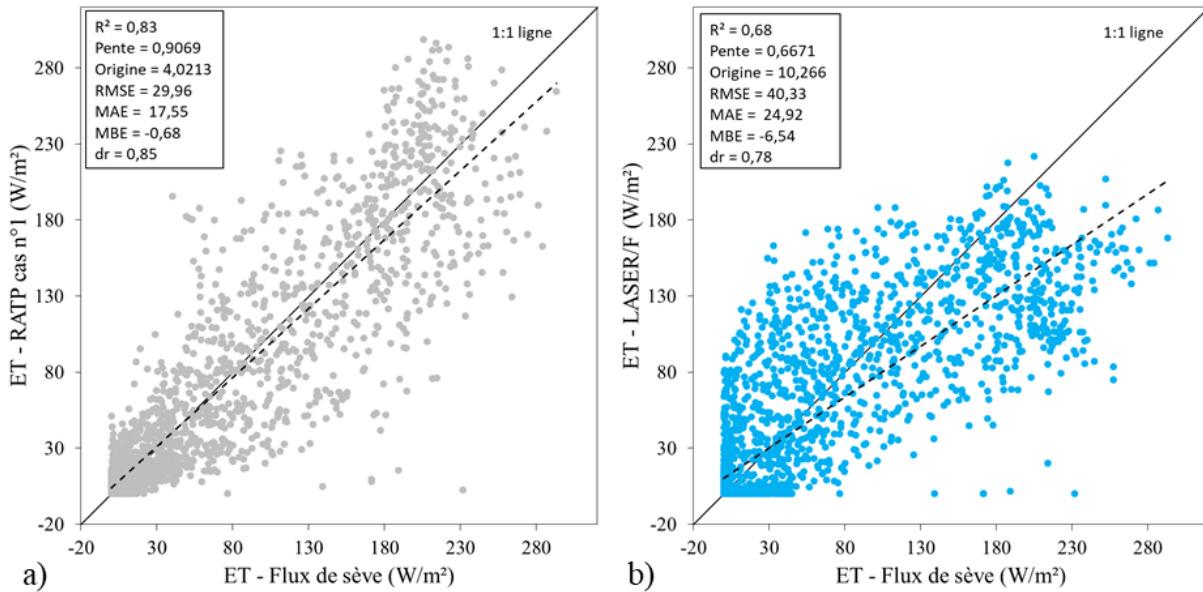 R² = 0,83
Pente = 0,9069
Origine = 4,0213
RMSE = 29,96
MAE = 17,55
MBE = -0,68
dr = 0,85
1:1 ligne
280
230
180
130
80
30
-20
ET - RATP cas n°1 (W/m²)
-20 30 80 130 180 230 280
ET - Flux de sève (W/m²)
a)
R² = 0,68
Pente = 0,6671
Origine = 10,266
RMSE = 40,33
MAE = 24,92
MBE = -6,54
dr = 0,78
1:1 ligne
280
230
180
130
80
30
-20
ET - LASER/F (W/m²)
-20 30 80 130 180 230 280
ET - Flux de sève (W/m²)
b)